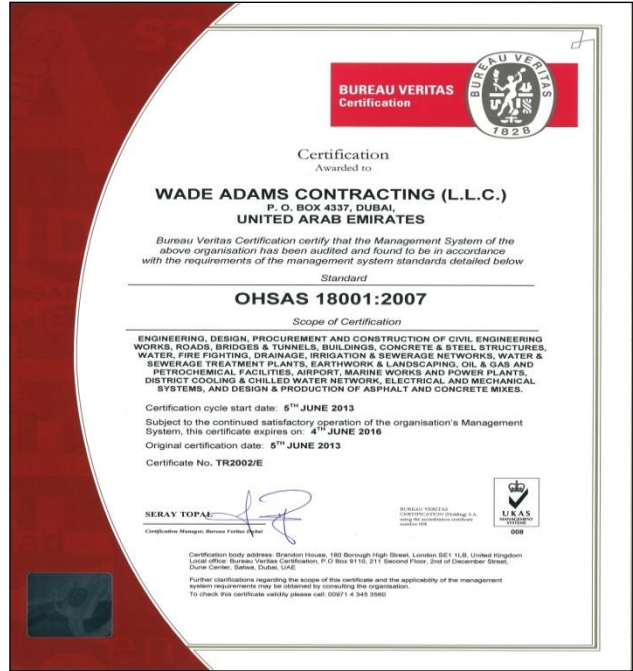 BUREAU VERITAS
Certification
BUREAU VERITAS
1828
Certification
Awarded to
WADE ADAMS CONTRACTING (L.L.C.)
P. O. BOX 4337, DUBAI,
UNITED ARAB EMIRATES
Bureau Veritas Certification certify that the Management System of the
above organisation has been audited and found to be in accordance
with the requirements of the management system standards detailed below
Standard
OHSAS 18001:2007
Scope of Certification
ENGINEERING, DESIGN, PROCUREMENT AND CONSTRUCTION OF CIVIL ENGINEERING
WORKS, ROADS, BRIDGES & TUNNELS, BUILDINGS, CONCRETE & STEEL STRUCTURES,
WATER, FIRE FIGHTING, DRAINAGE, IRRIGATION & SEWERAGE NETWORKS, WATER &
SEWERAGE TREATMENT PLANTS, EARTHWORK & LANDSCAPING, OIL & GAS AND
PETROCHEMICAL FACILITIES, AIRPORT, MARINE WORKS AND POWER PLANTS,
DISTRICT COOLING & CHILLED WATER NETWORK, ELECTRICAL AND MECHANICAL
SYSTEMS, AND DESIGN & PRODUCTION OF ASPHALT AND CONCRETE MIXES.
Certification cycle start date: 5TH JUNE 2013
Subject to the continued satisfactory operation of the organisation's Management
System, this certificate expires on: 4TH JUNE 2016
Original certification date: 5TH JUNE 2013
Certificate No. TR2002/E
SERAY TOPAL
Certification Manager, Bureau Veritas Dubai
BUREAU VERITAS
CERTIFICATION (Holding) S.A.
using the accreditation certificate
number 008
UKAS
MANAGEMENT
SYSTEMS
008
Certification body address: Brandon House, 180 Borough High Street, London SE1 1LB, United Kingdom
Local office: Bureau Veritas Certification, P.O Box 9110, 211 Second Floor, 2nd of December Street,
Dune Center, Satwa, Dubai, UAE
Further clarifications regarding the scope of this certificate and the applicability of the management
system requirements may be obtained by consulting the organisation.
To check this certificate validity please call: 00971 4 345 3560